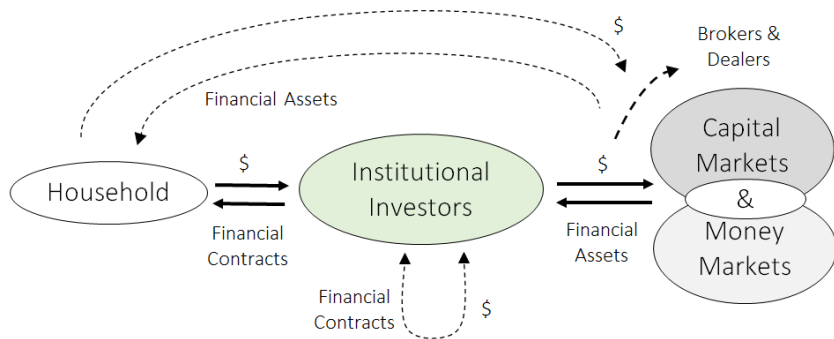 $
Brokers &
Dealers
Financial Assets
Capital
Markets
&
Money
Markets
Household
$
Financial
Contracts
Institutional
Investors
$
Financial
Assets
Financial
Contracts
$